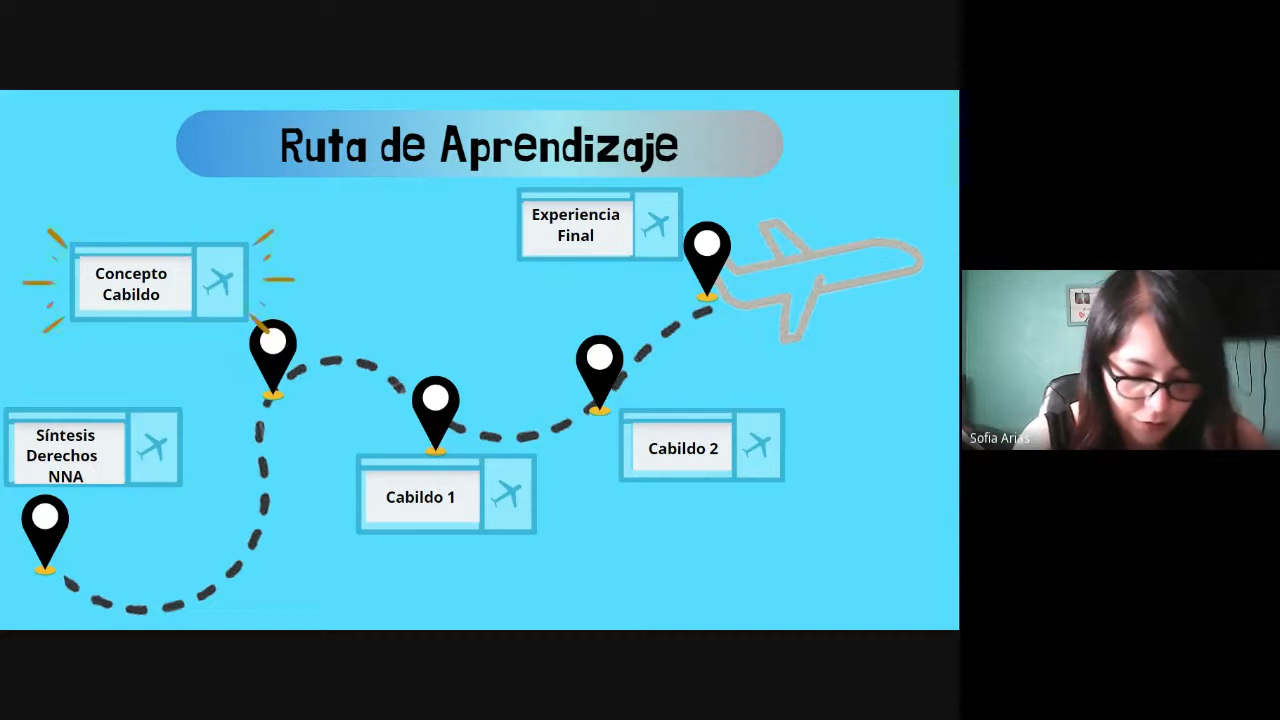 Ruta de Aprendizaje
Experiencia
Final
Concepto
Cabildo
Síntesis
Derechos
NNA
Cabildo 1
Cabildo 2
Sofia Arias